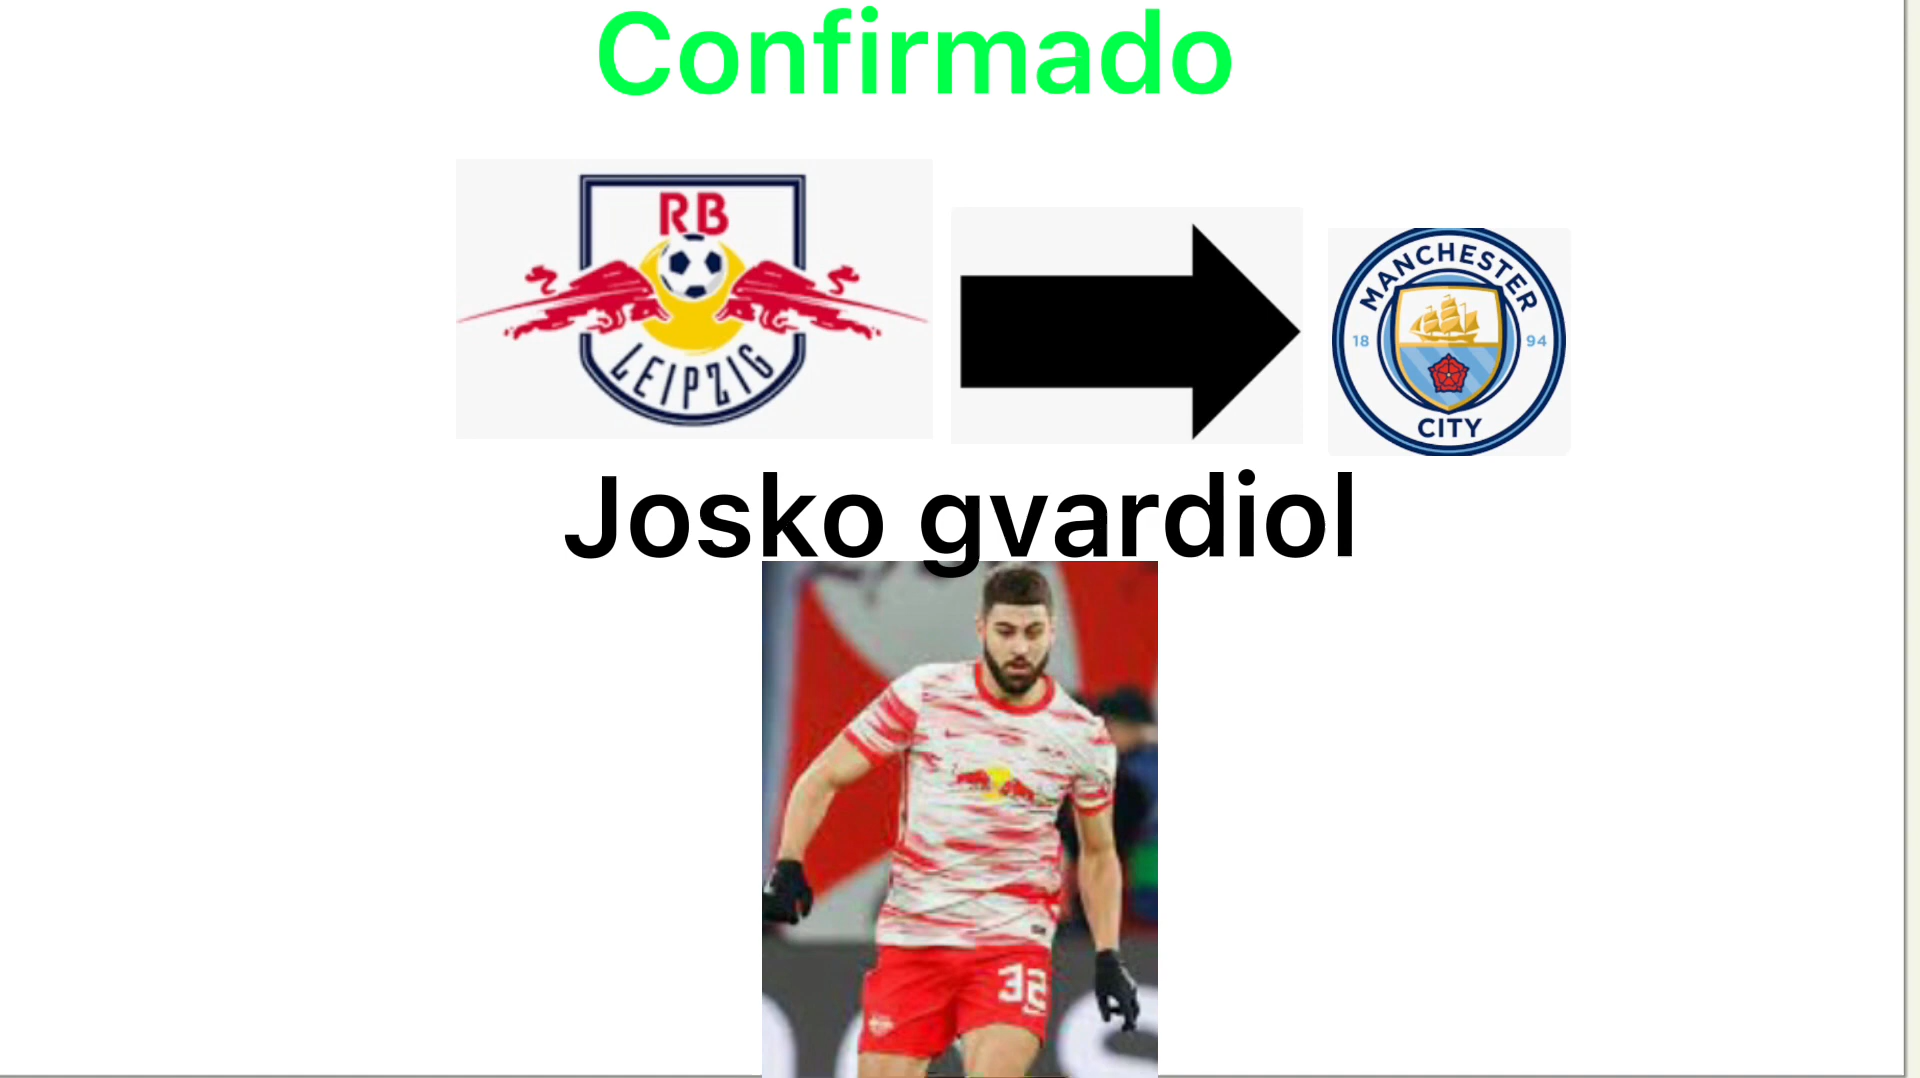 Confirmado
RB
LEIPZIG
MANCHESTER
18 94
CITY
Josko gvardiol
32